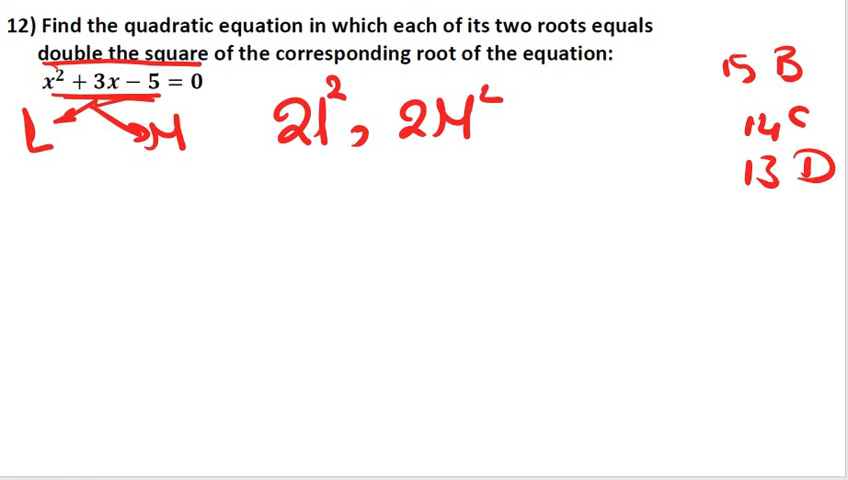 12) Find the quadratic equation in which each of its two roots equals
double the square of the corresponding root of the equation:
x² + 3x − 5 = 0
L M
2L², 2M²
15 B
14 C
13 D